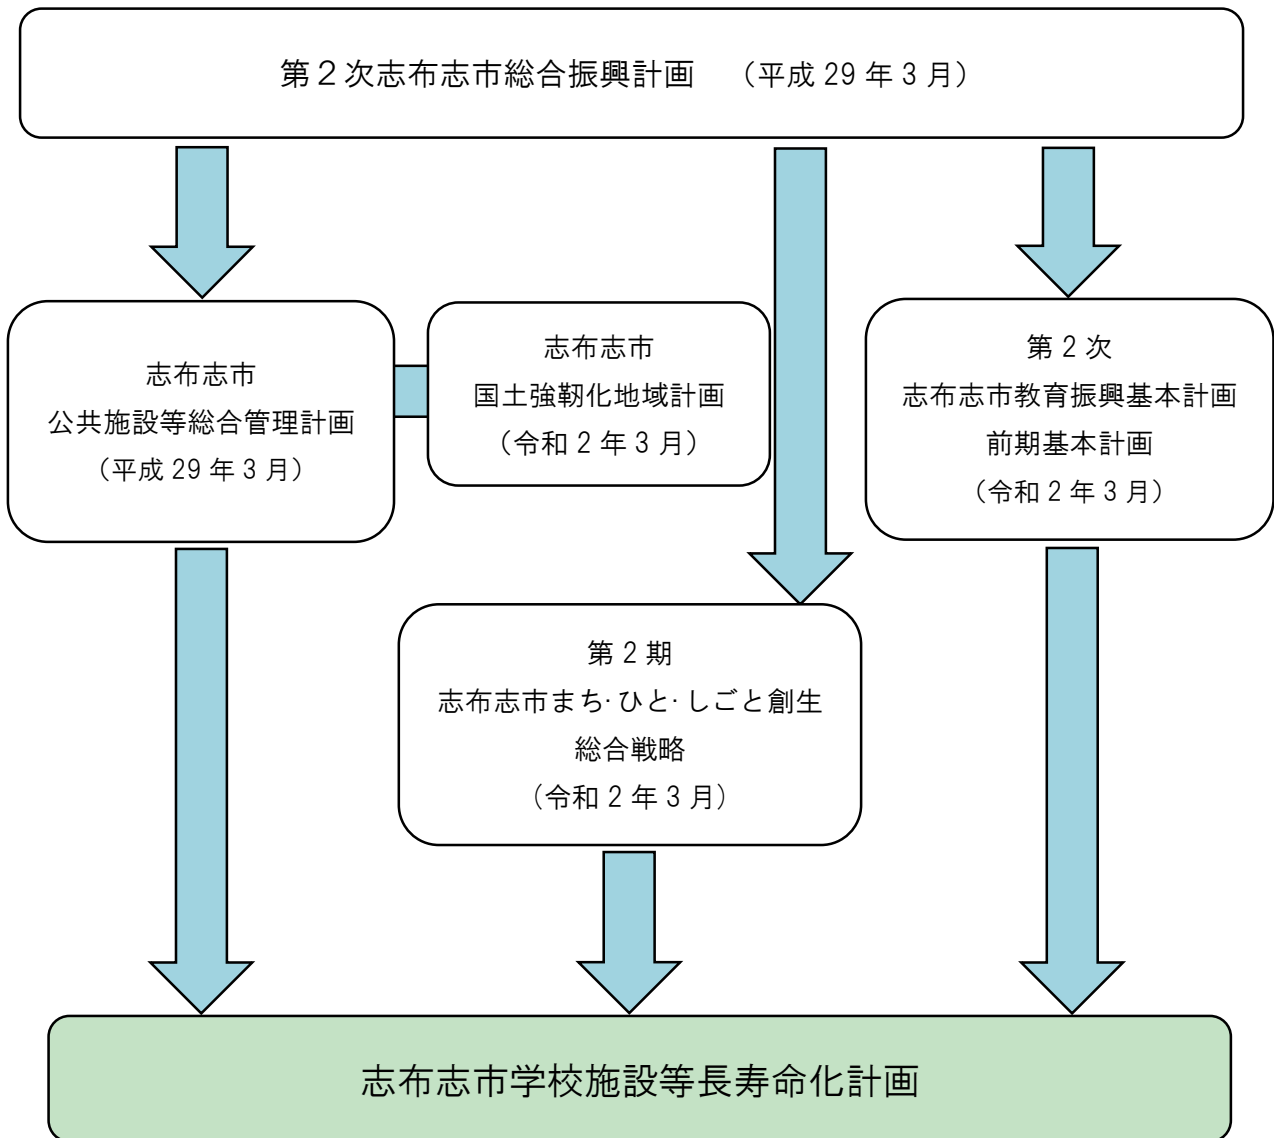 第２次志布志市総合振興計画　（平成 29 年 3 月）
志布志市
公共施設等総合管理計画
（平成 29 年 3 月）
志布志市
国土強靭化地域計画
（令和 2 年 3 月）
第 2 次
志布志市教育振興基本計画
前期基本計画
（令和 2 年 3 月）
第 2 期
志布志市まち･ひと･しごと創生
総合戦略
（令和 2 年 3 月）
志布志市学校施設等長寿命化計画